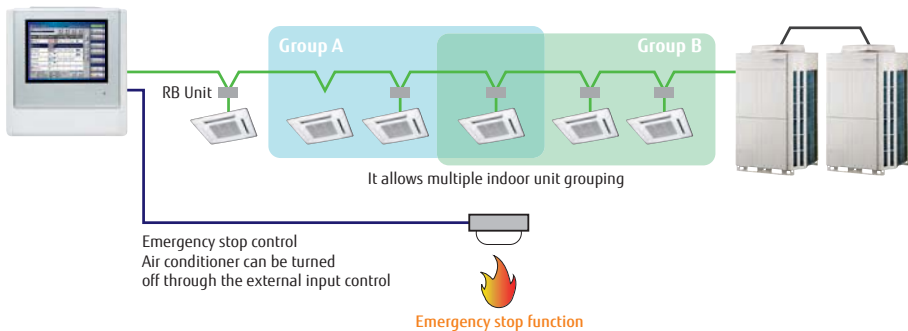 Group A
Group B
RB Unit
It allows multiple indoor unit grouping
Emergency stop control
Air conditioner can be turned
off through the external input control
Emergency stop function